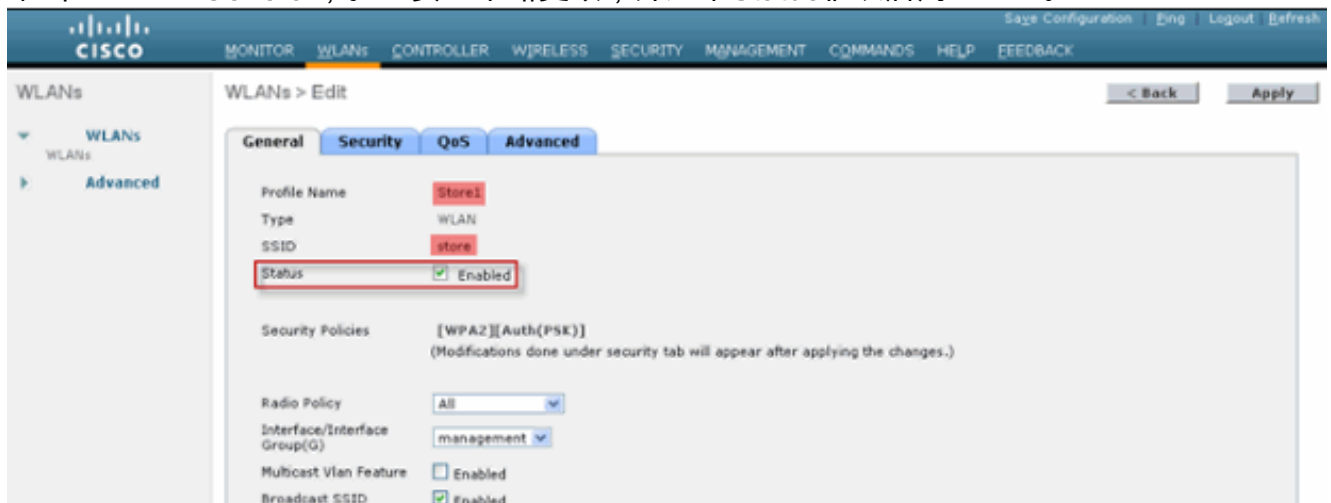 Save Configuration | Ping | Logout | Refresh
CISCO
MONITOR WLANs CONTROLLER WIRELESS SECURITY MANAGEMENT COMMANDS HELP FEEDBACK
WLANs
WLANs > Edit
< Back
Apply
WLANs
WLANs
Advanced
General Security QoS Advanced
Profile Name Store1
Type WLAN
SSID store
Status Enabled
Security Policies [WPA2][Auth(PSK)]
(Modifications done under security tab will appear after applying the changes.)
Radio Policy All
Interface/Interface Group(G) management
Multicast Vlan Feature Enabled
Broadcast SSID Enabled